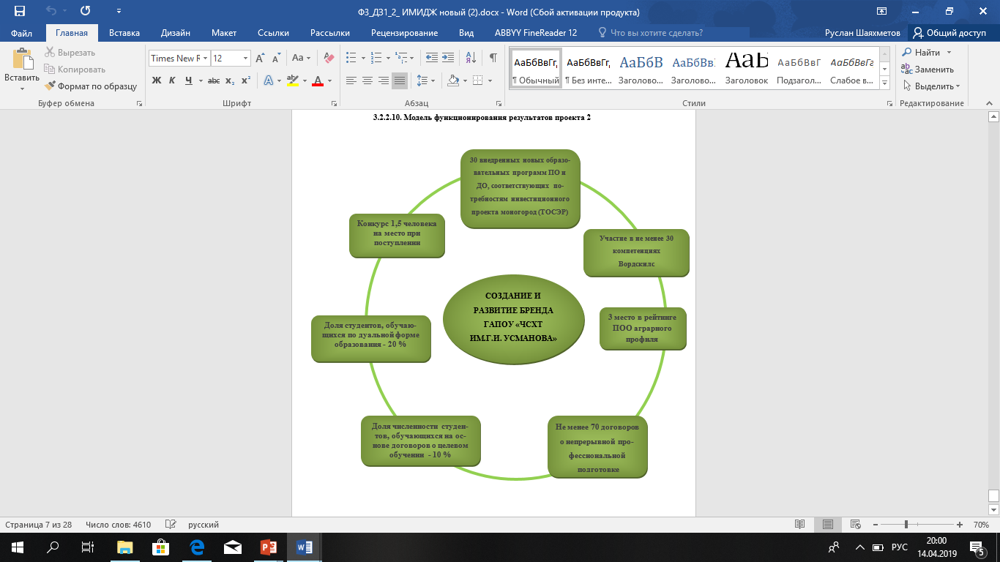 Ф3_ДЗ1_2_ ИМИДЖ новый (2).docx - Word (Сбой активации продукта)
Файл Главная Вставка Дизайн Макет Ссылки Рассылки Рецензирование Вид ABBYY FineReader 12 Что вы хотите сделать? Руслан Шаяхметов Общий доступ
Вставить
Вырезать
Копировать
Формат по образцу
Буфер обмена
Times New R 12
Ж К Ч abc x₂ x²
Шрифт
Абзац
АаБбВвГг, АаБбВвГг, АаБбВ АаБбВв АаБ АаБбВвГ АаБбВвГг
¶ Обычный ¶ Без инте... Заголово... Заголово... Заголовок Подзагол... Слабое в...
Стили
Найти
Заменить
Выделить
Редактирование
3.2.2.10. Модель функционирования результатов проекта 2
30 внедренных новых образо-
вательных программ ПО и
ДО, соответствующих по-
требностям инвестиционного
проекта моногород (ТОСЭР)
Конкурс 1,5 человека
на место при
поступлении
Участие в не менее 30
компетенциях
Вордскилс
СОЗДАНИЕ И
РАЗВИТИЕ БРЕНДА
ГАПОУ «ЧСХТ
ИМ.Г.И. УСМАНОВА»
3 место в рейтинге
ПОО аграрного
профиля
Доля студентов, обучаю-
щихся по дуальной форме
образования - 20 %
Доля численности студен-
тов, обучающихся на ос-
нове договоров о целевом
обучении - 10 %
Не менее 70 договоров
о непрерывной про-
фессиональной
подготовке
Страница 7 из 28 Число слов: 4610 русский 70%
РУС
20:00
14.04.2019
5